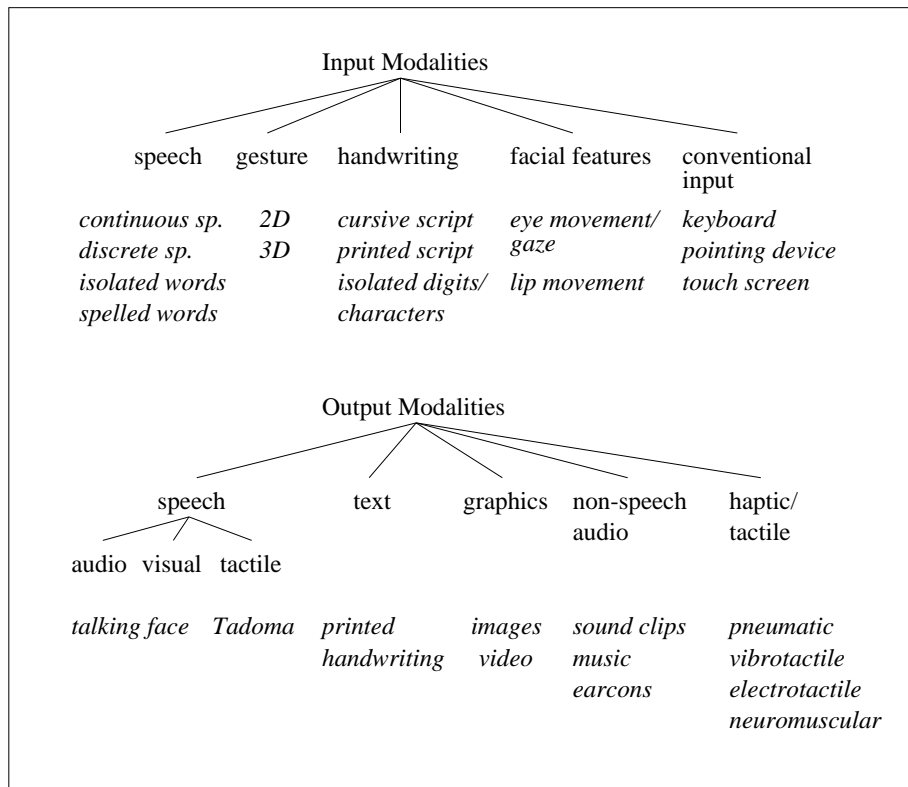 Input Modalities
speech gesture handwriting facial features conventional
input
continuous sp. 2D cursive script eye movement/ keyboard
discrete sp. 3D printed script gaze pointing device
isolated words isolated digits/ lip movement touch screen
spelled words characters
Output Modalities
speech text graphics non-speech haptic/
audio tactile
audio visual tactile
talking face Tadoma printed images sound clips pneumatic
handwriting video music vibrotactile
earcons electrotactile
neuromuscular